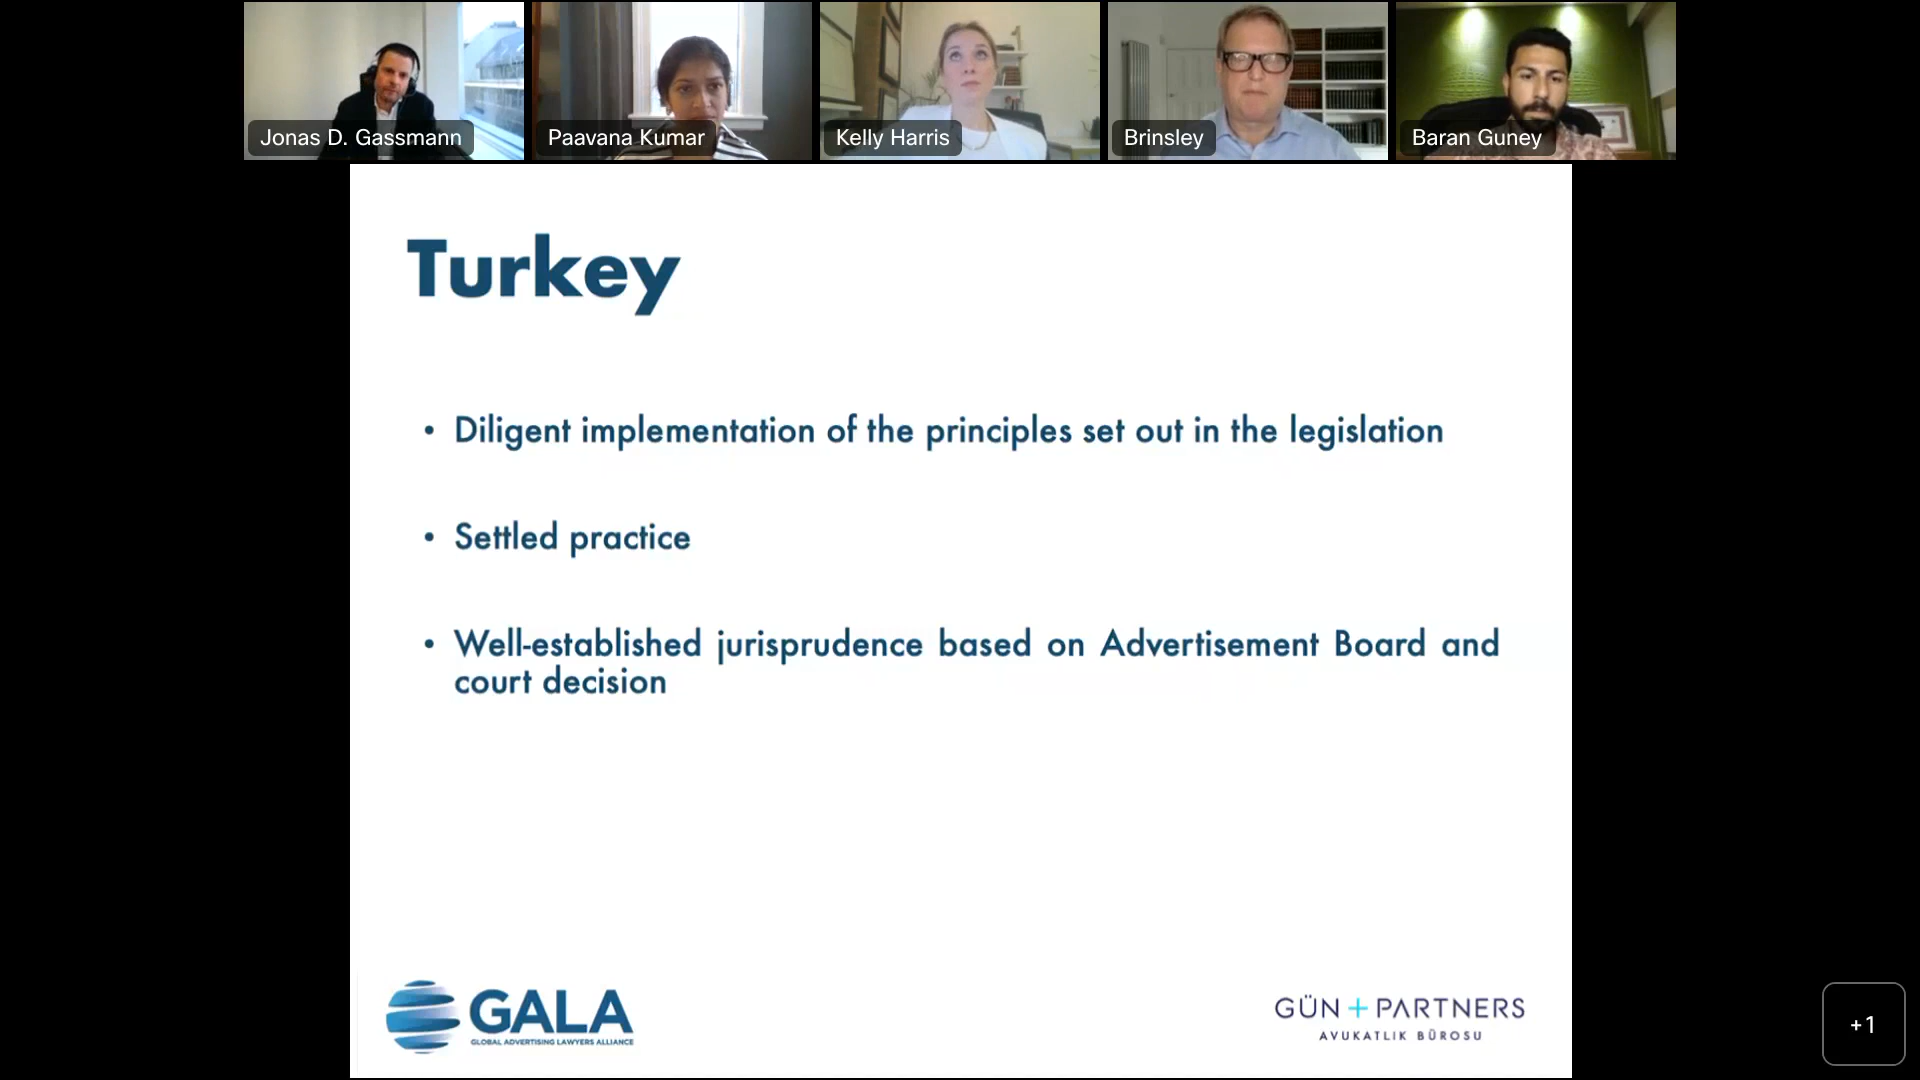 Jonas D. Gassmann
Paavana Kumar
Kelly Harris
Brinsley
Baran Guney
Turkey
• Diligent implementation of the principles set out in the legislation
• Settled practice
• Well-established jurisprudence based on Advertisement Board and
court decision
GALA
GLOBAL ADVERTISING LAWYERS ALLIANCE
GÜN + PARTNERS
AVUKATLIK BÜROSU
+1